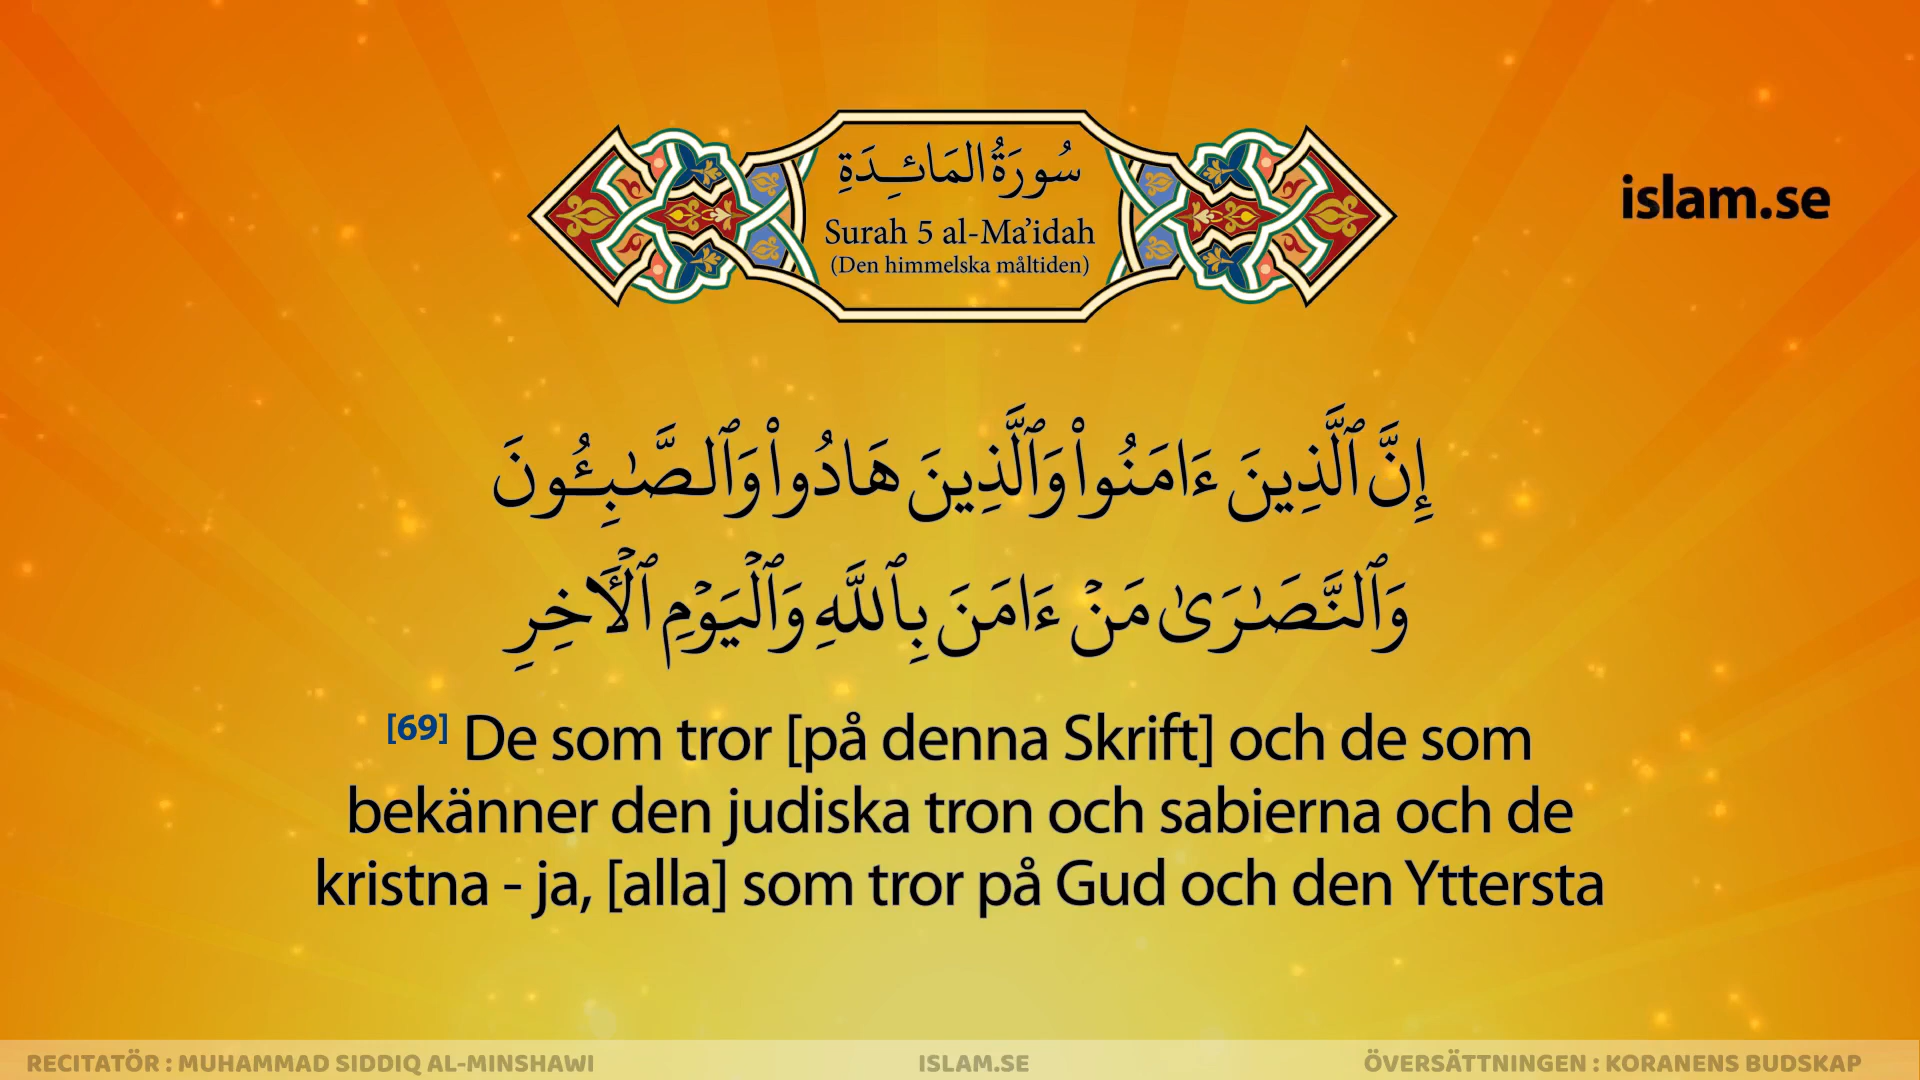 سُورَةُ المَائِدَةِ
Surah 5 al-Ma’idah
(Den himmelska måltiden)
islam.se
إِنَّ ٱلَّذِينَ ءَامَنُوا۟ وَٱلَّذِينَ هَادُوا۟ وَٱلصَّـٰبِـُٔونَ
وَٱلنَّصَـٰرَىٰ مَنْ ءَامَنَ بِٱللَّهِ وَٱلْيَوْمِ ٱلْـَٔاخِرِ
[69] De som tror [på denna Skrift] och de som
bekänner den judiska tron och sabierna och de
kristna - ja, [alla] som tror på Gud och den Yttersta
RECITATÖR : MUHAMMAD SIDDIQ AL-MINSHAWI
ISLAM.SE
ÖVERSÄTTNINGEN : KORANENS BUDSKAP